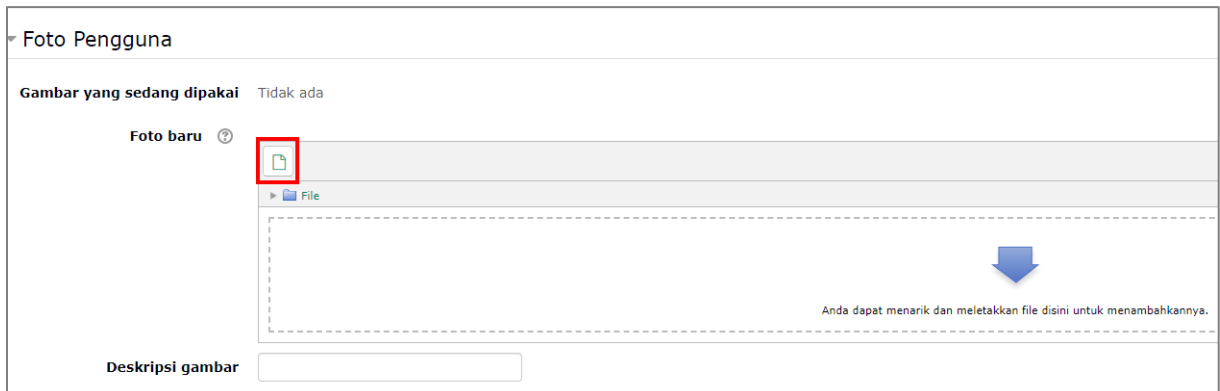 Foto Pengguna
Gambar yang sedang dipakai Tidak ada
Foto baru ?
File
Anda dapat menarik dan meletakkan file disini untuk menambahkannya.
Deskripsi gambar